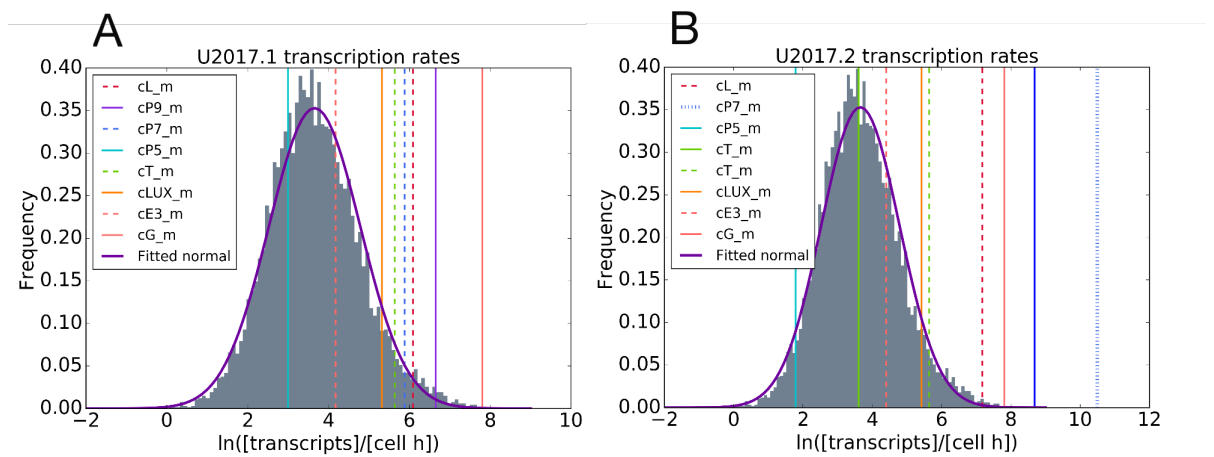 A
U2017.1 transcription rates
Frequency
0.40
0.35
0.30
0.25
0.20
0.15
0.10
0.05
0.00
cL_m
cP9_m
cP7_m
cP5_m
cT_m
cLUX_m
cE3_m
cG_m
Fitted normal
−2 0 2 4 6 8 10
ln([transcripts]/[cell h])
B
U2017.2 transcription rates
Frequency
0.40
0.35
0.30
0.25
0.20
0.15
0.10
0.05
0.00
cL_m
cP7_m
cP5_m
cT_m
cT_m
cLUX_m
cE3_m
cG_m
Fitted normal
−2 0 2 4 6 8 10 12
ln([transcripts]/[cell h])